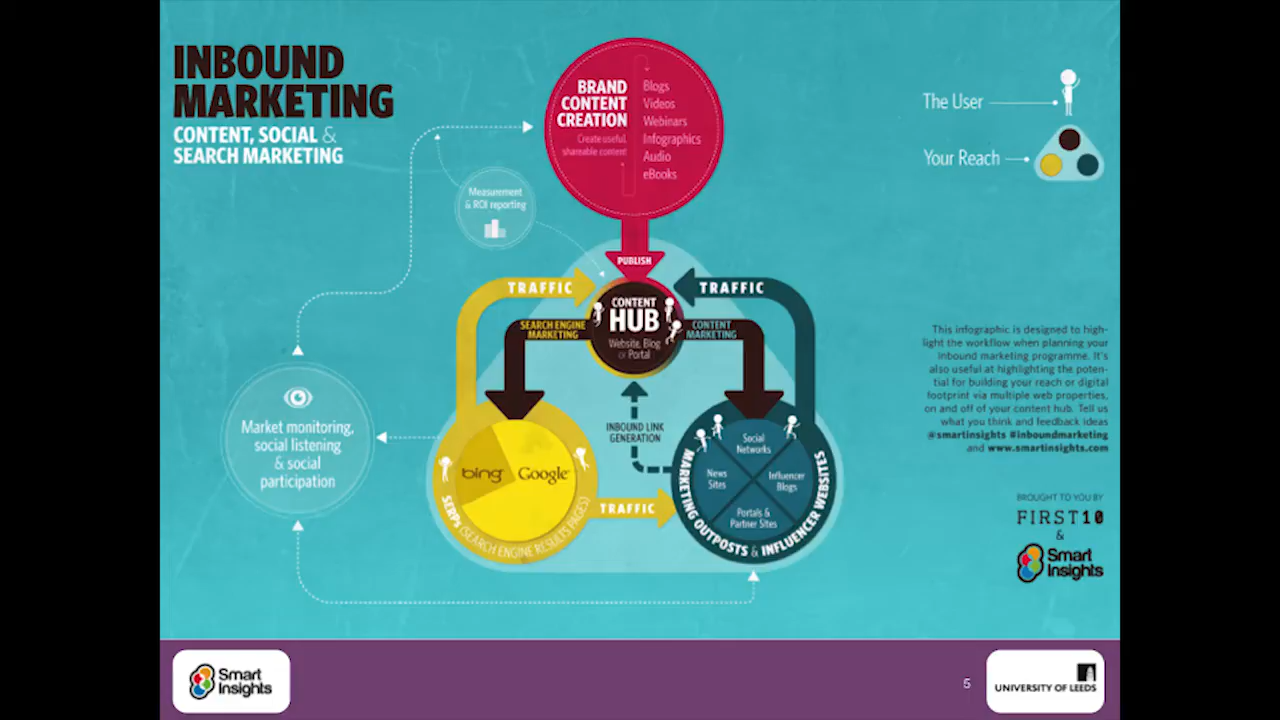 INBOUND
MARKETING
CONTENT, SOCIAL &
SEARCH MARKETING
BRAND
CONTENT
CREATION
Create useful,
shareable content
Blogs
Videos
Webinars
Infographics
Audio
eBooks
The User
Your Reach
Measurement
& ROI reporting
PUBLISH
TRAFFIC
TRAFFIC
CONTENT
HUB
Website, Blog
or Portal
SEARCH ENGINE
MARKETING
CONTENT
MARKETING
This infographic is designed to high-
light the workflow when planning your
inbound marketing programme. It's
also useful at highlighting the poten-
tial for building your reach or digital
footprint via multiple web properties,
on and off of your content hub. Tell us
what you think and feedback ideas
@smartinsights #inboundmarketing
and www.smartinsights.com
Market monitoring,
social listening
& social
participation
INBOUND LINK
GENERATION
bing
Google
SERPs (SEARCH ENGINE RESULTS PAGES)
TRAFFIC
Social
Networks
News
Sites
Influencer
Blogs
Portals &
Partner Sites
MARKETING OUTPOSTS & INFLUENCER WEBSITES
BROUGHT TO YOU BY
FIRST10
&
Smart
Insights
Smart
Insights
5
UNIVERSITY OF LEEDS